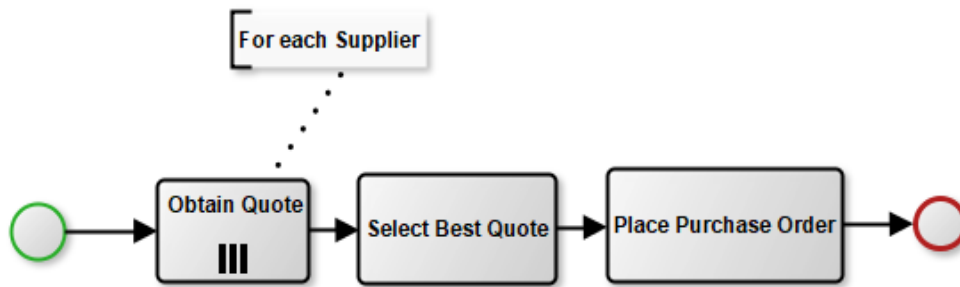 For each Supplier
Obtain Quote
Select Best Quote
Place Purchase Order